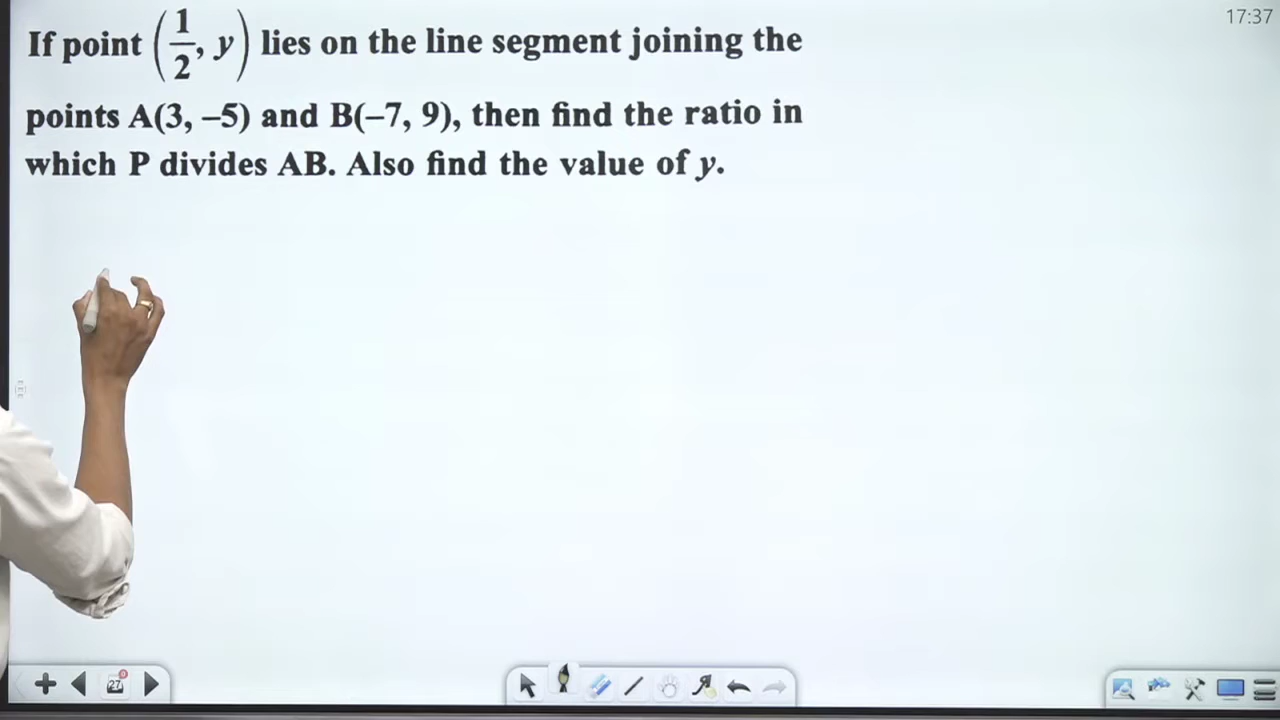 17:37
If point (1/2, y) lies on the line segment joining the
points A(3, –5) and B(–7, 9), then find the ratio in
which P divides AB. Also find the value of y.
27